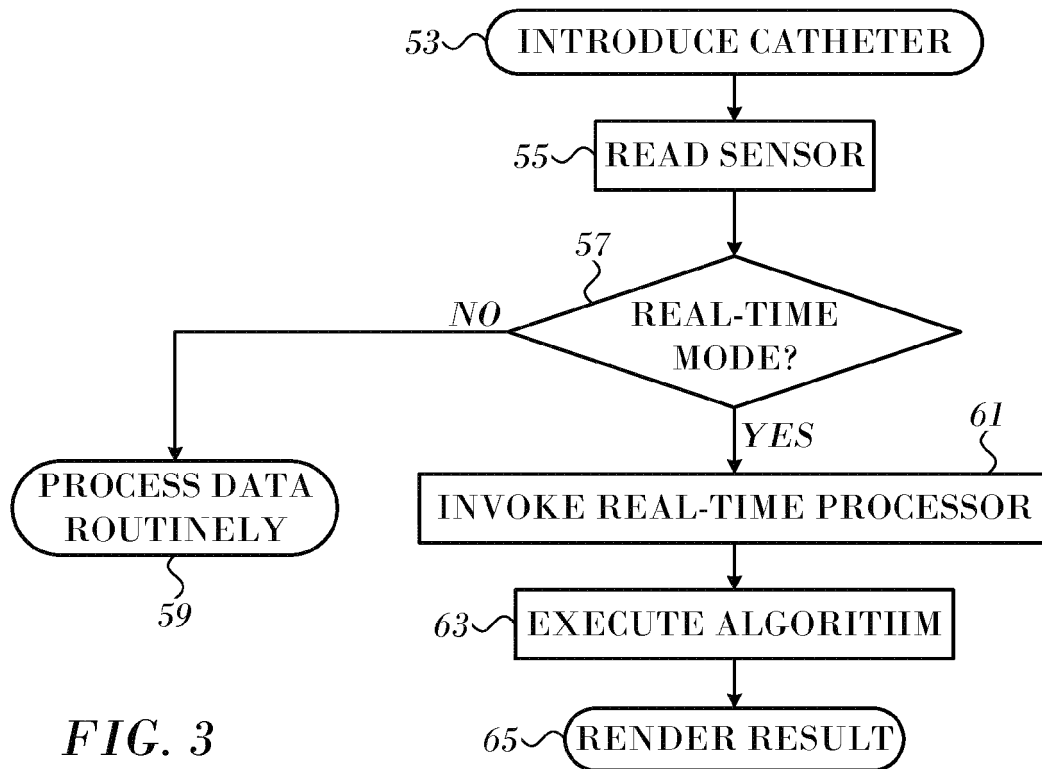 53 INTRODUCE CATHETER
55 READ SENSOR
57
REAL-TIME
MODE?
NO
YES
61
PROCESS DATA
ROUTINELY
59
INVOKE REAL-TIME PROCESSOR
63 EXECUTE ALGORITHM
65 RENDER RESULT
FIG. 3